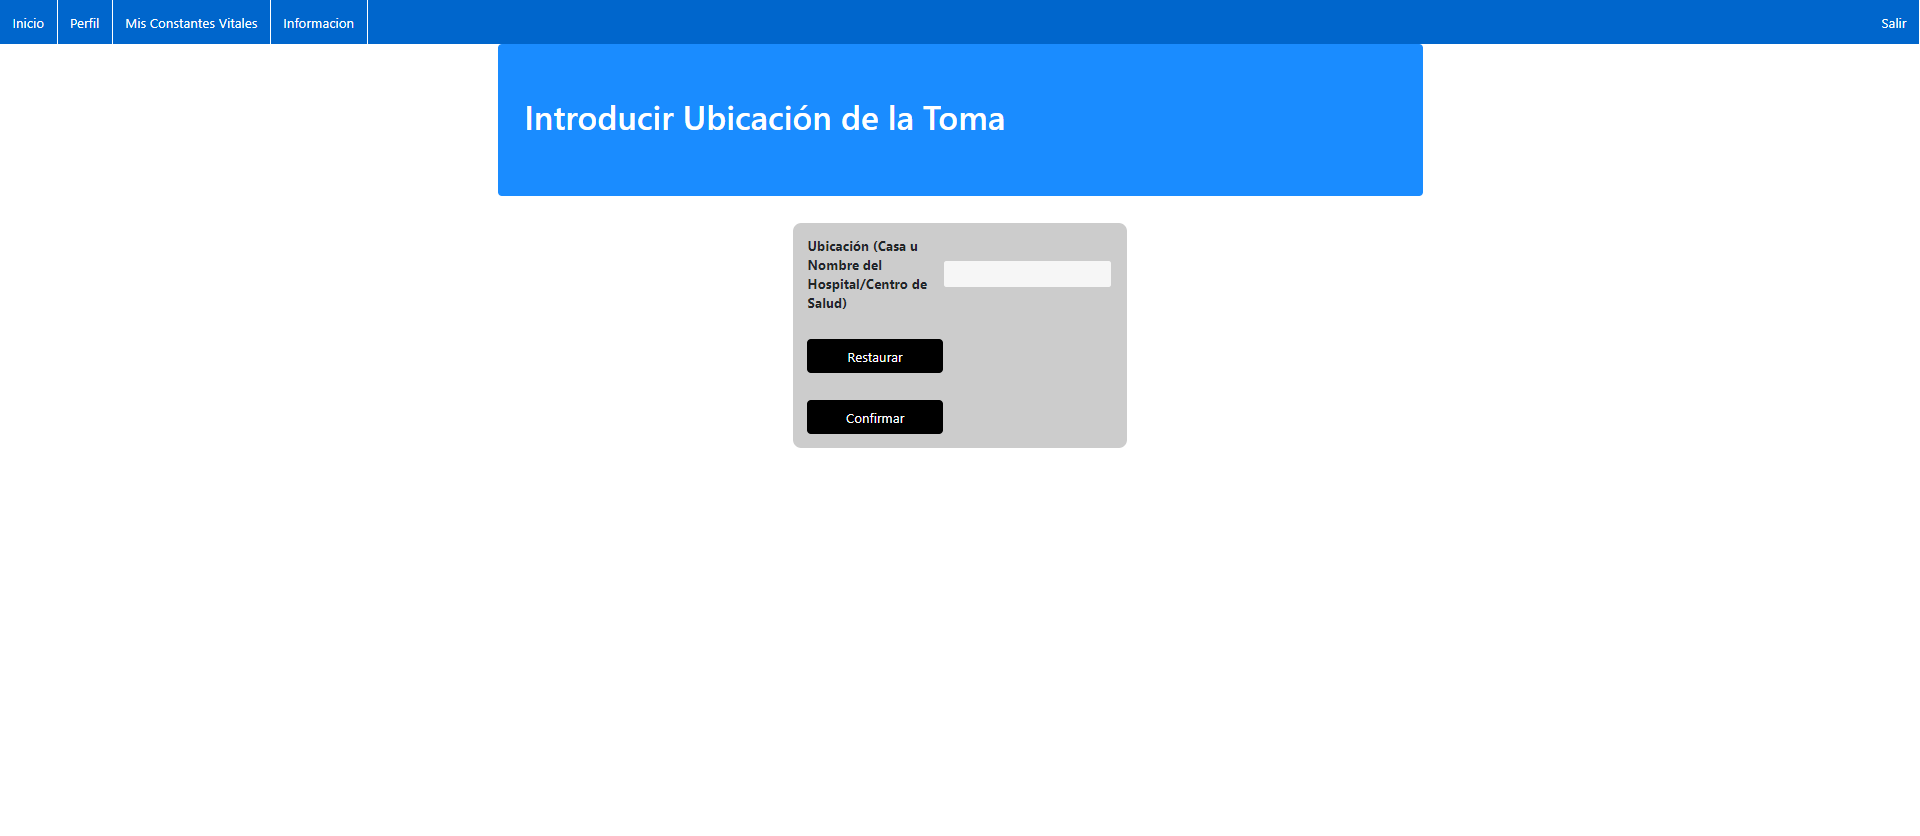 Inicio
Perfil
Mis Constantes Vitales
Informacion
Salir
Introducir Ubicación de la Toma
Ubicación (Casa u
Nombre del
Hospital/Centro de
Salud)
Restaurar
Confirmar